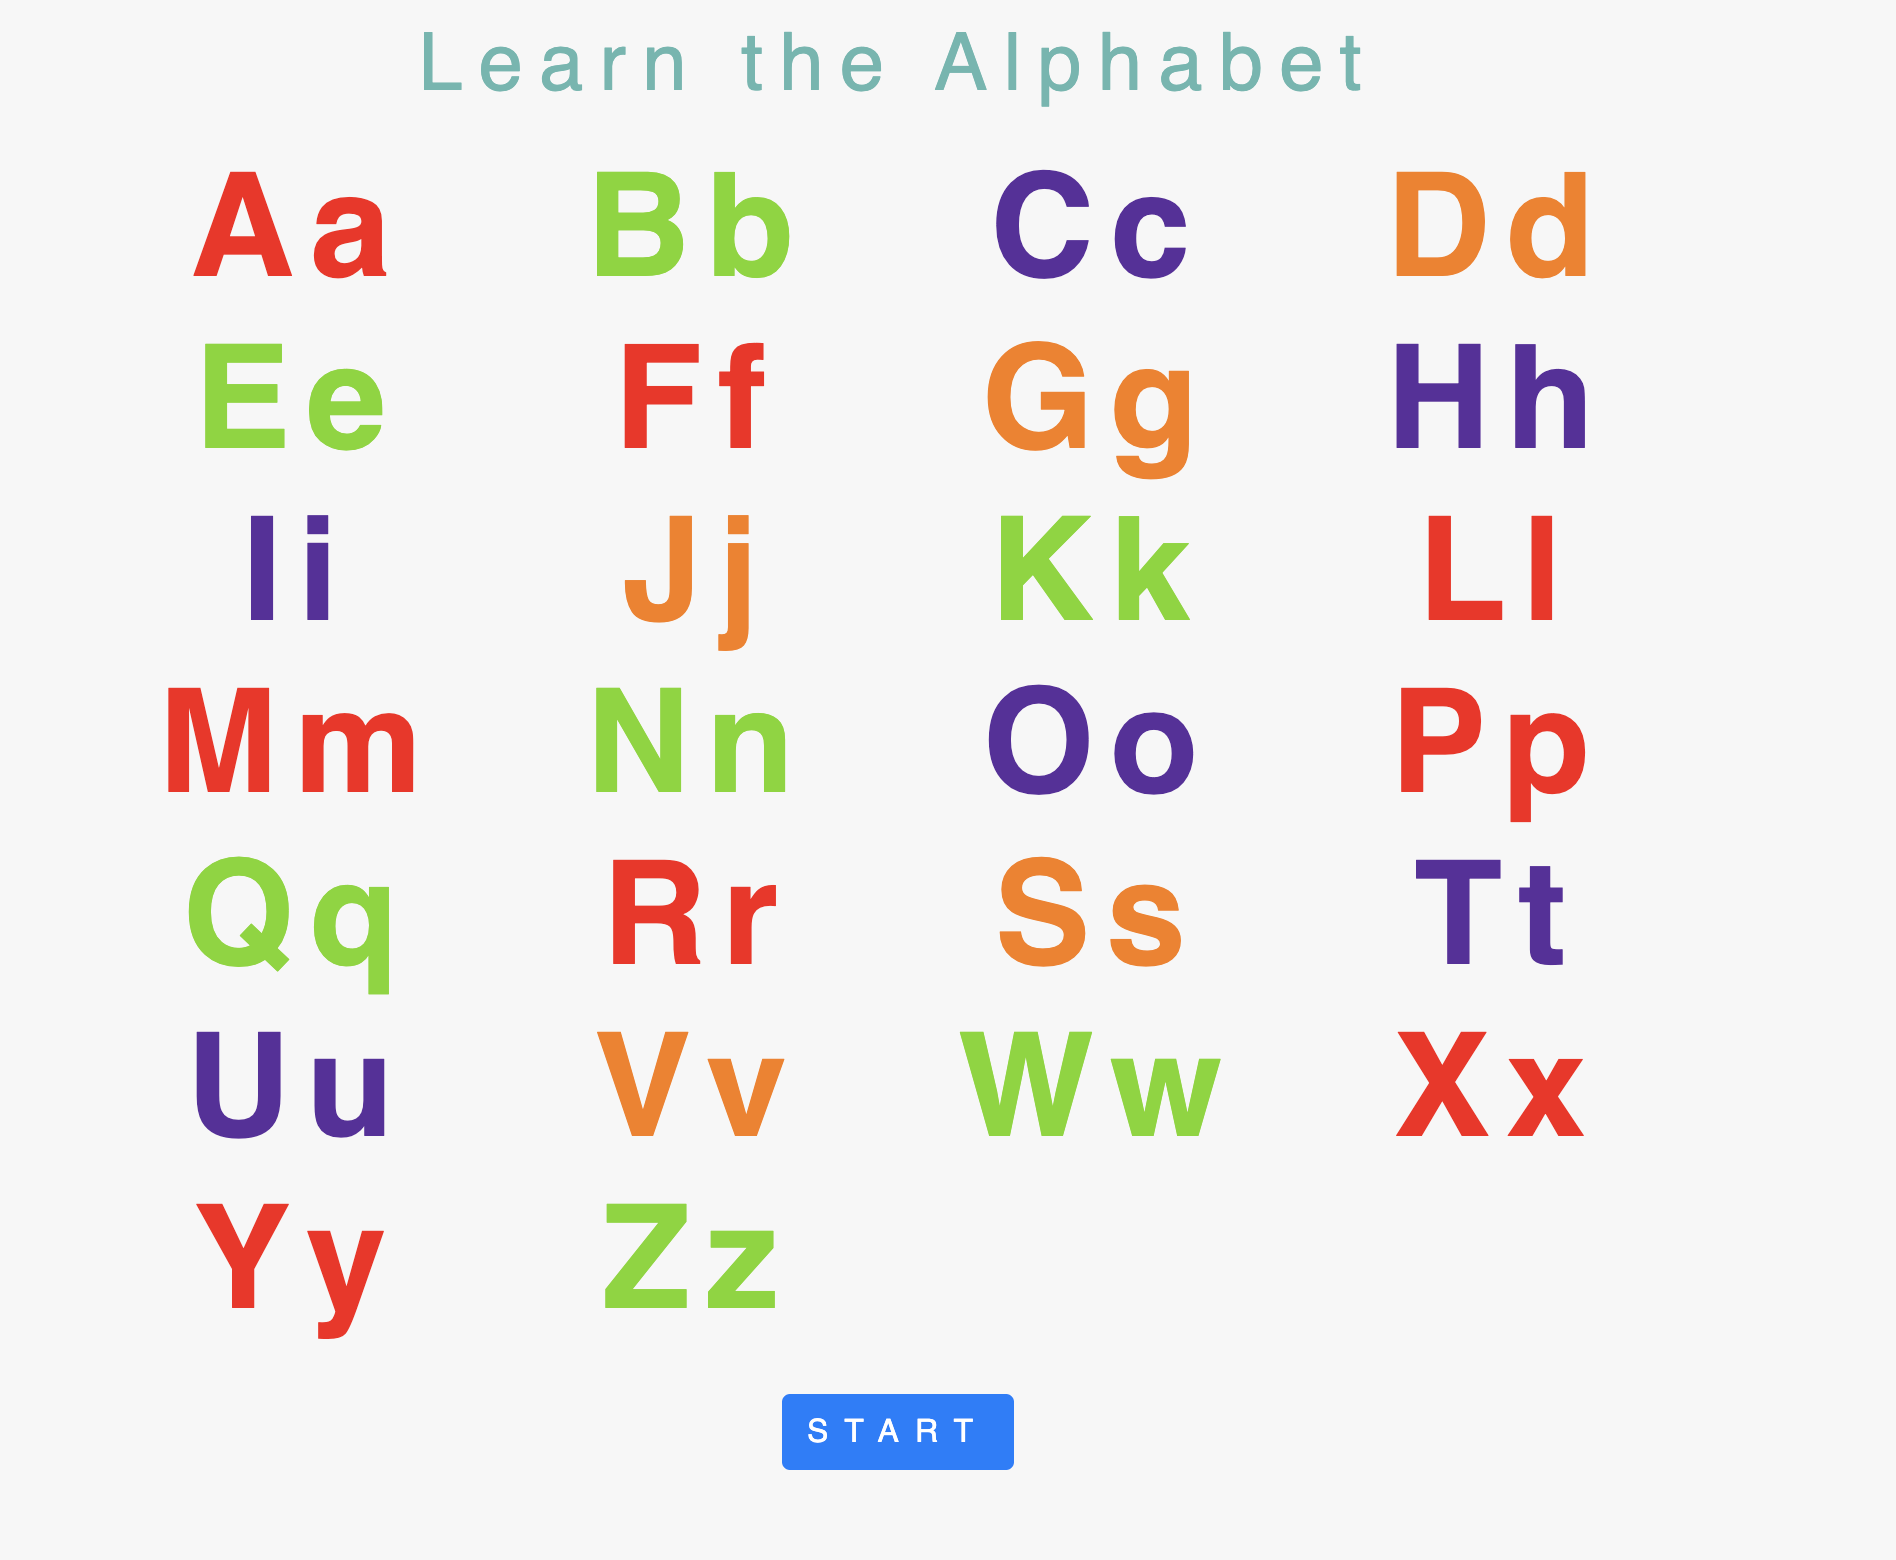 Learn the Alphabet
Aa Bb Cc Dd
Ee Ff Gg Hh
Ii Jj Kk Ll
Mm Nn Oo Pp
Qq Rr Ss Tt
Uu Vv Ww Xx
Yy Zz
START